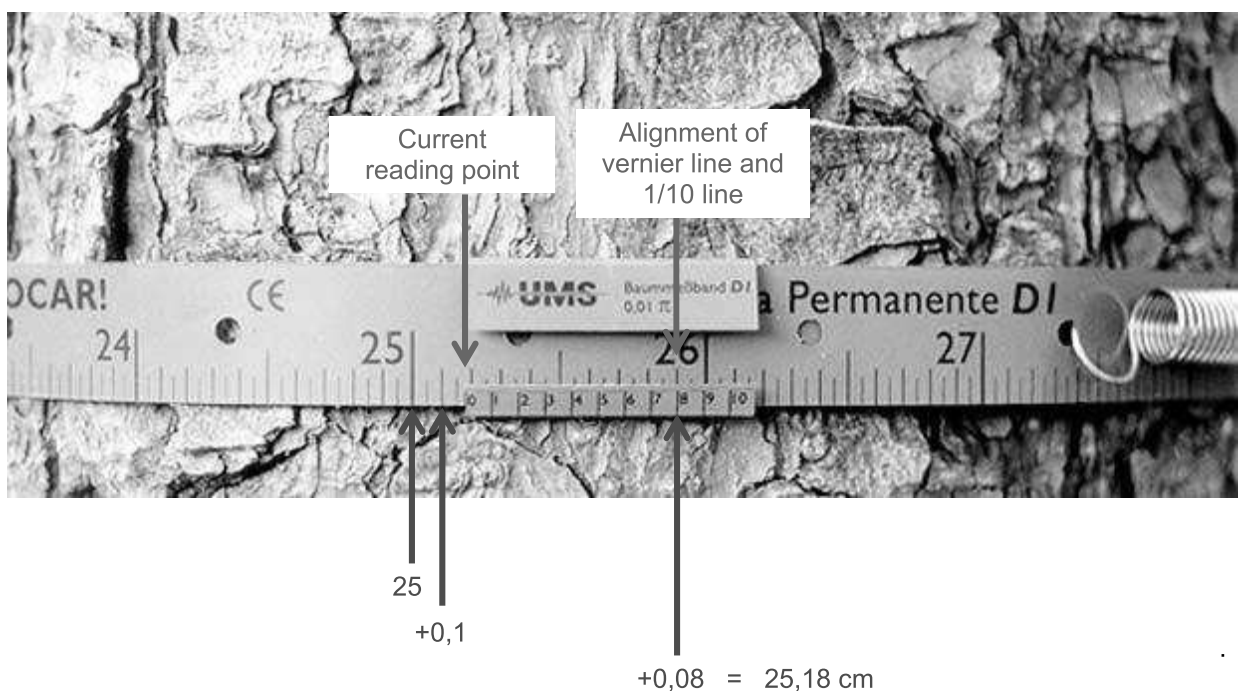 Current
reading point
Alignment of
vernier line and
1/10 line
OCAR!
CE
UMS
Baummeßband D1
0,01 π
a Permanente D1
24
25
26
27
0 1 2 3 4 5 6 7 8 9 10
25
+0,1
+0,08 = 25,18 cm
.